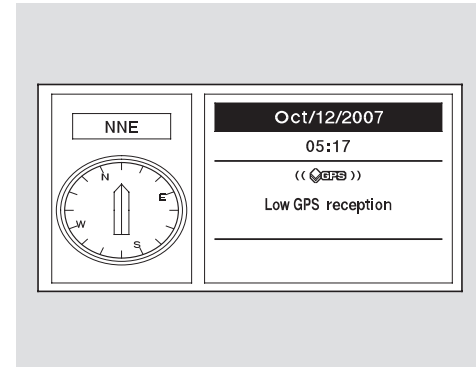 NNE
N
E
W
S
Oct/12/2007
05:17
((GPS))
Low GPS reception